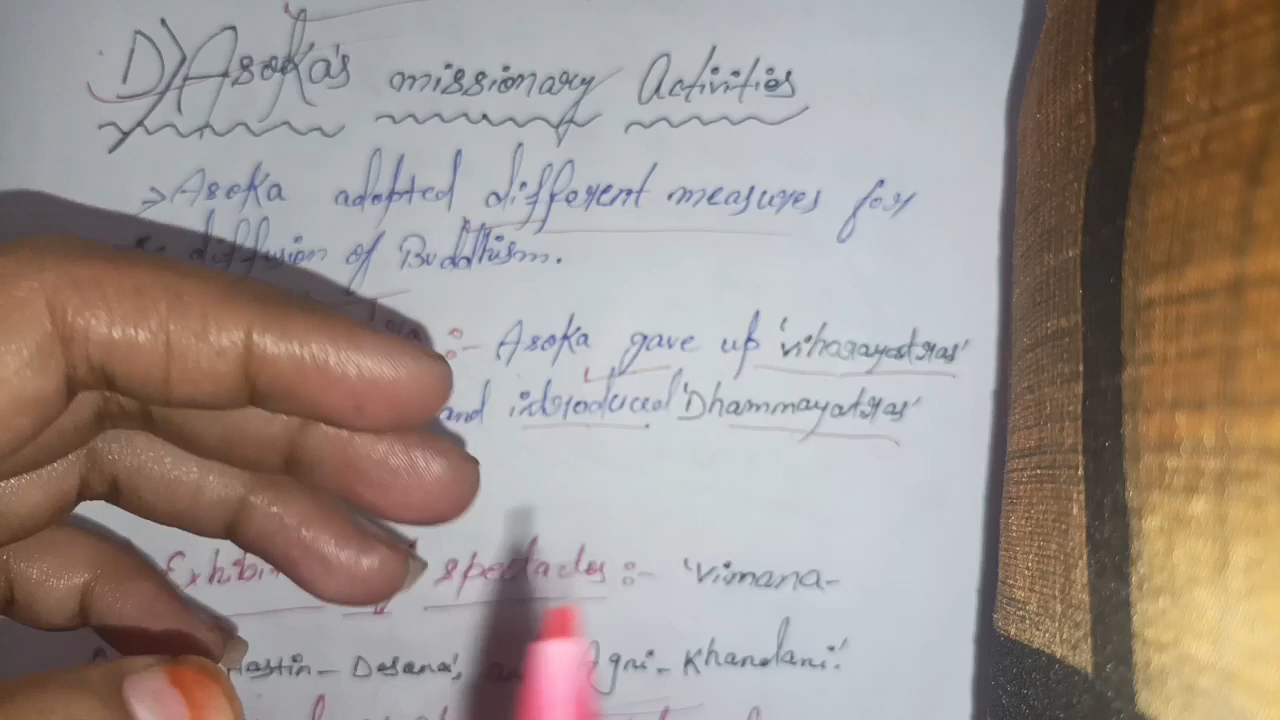 D) Asoka's missionary Activities
> Asoka adopted different measures for
diffusion of Buddhism.
:- Asoka gave up 'viharayatras'
and introduced 'Dhammayatras'
spectacles :- 'Vimana-
Hastin-Dasana', Agni-Khandani'.